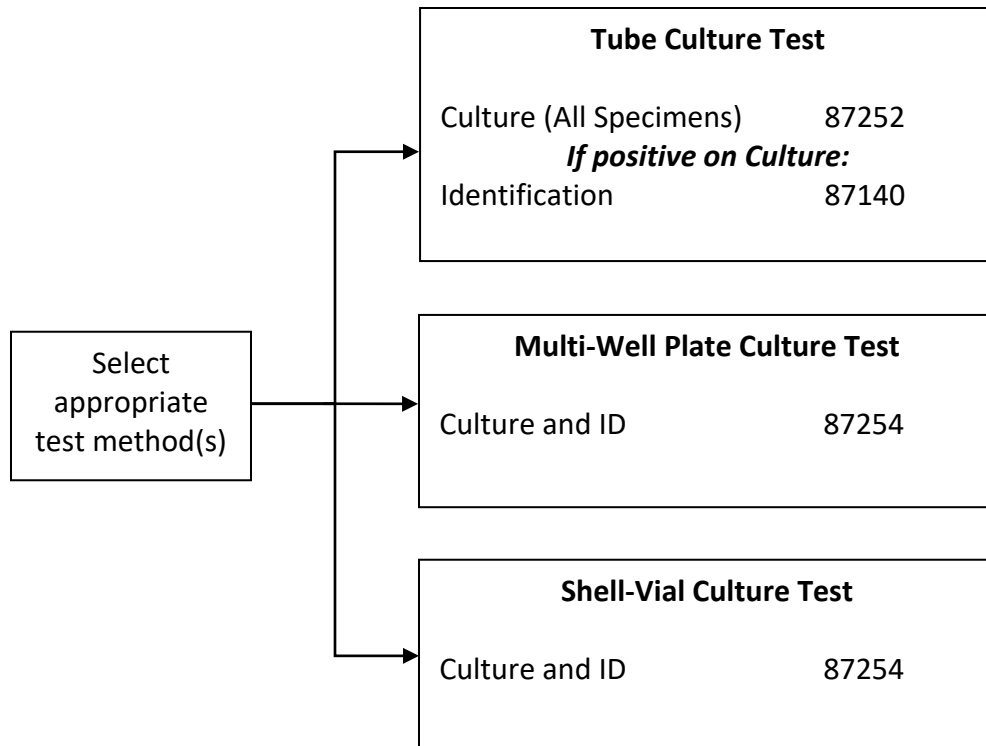 Tube Culture Test
Culture (All Specimens) 87252
If positive on Culture:
Identification 87140
Select
appropriate
test method(s)
Multi-Well Plate Culture Test
Culture and ID 87254
Shell-Vial Culture Test
Culture and ID 87254